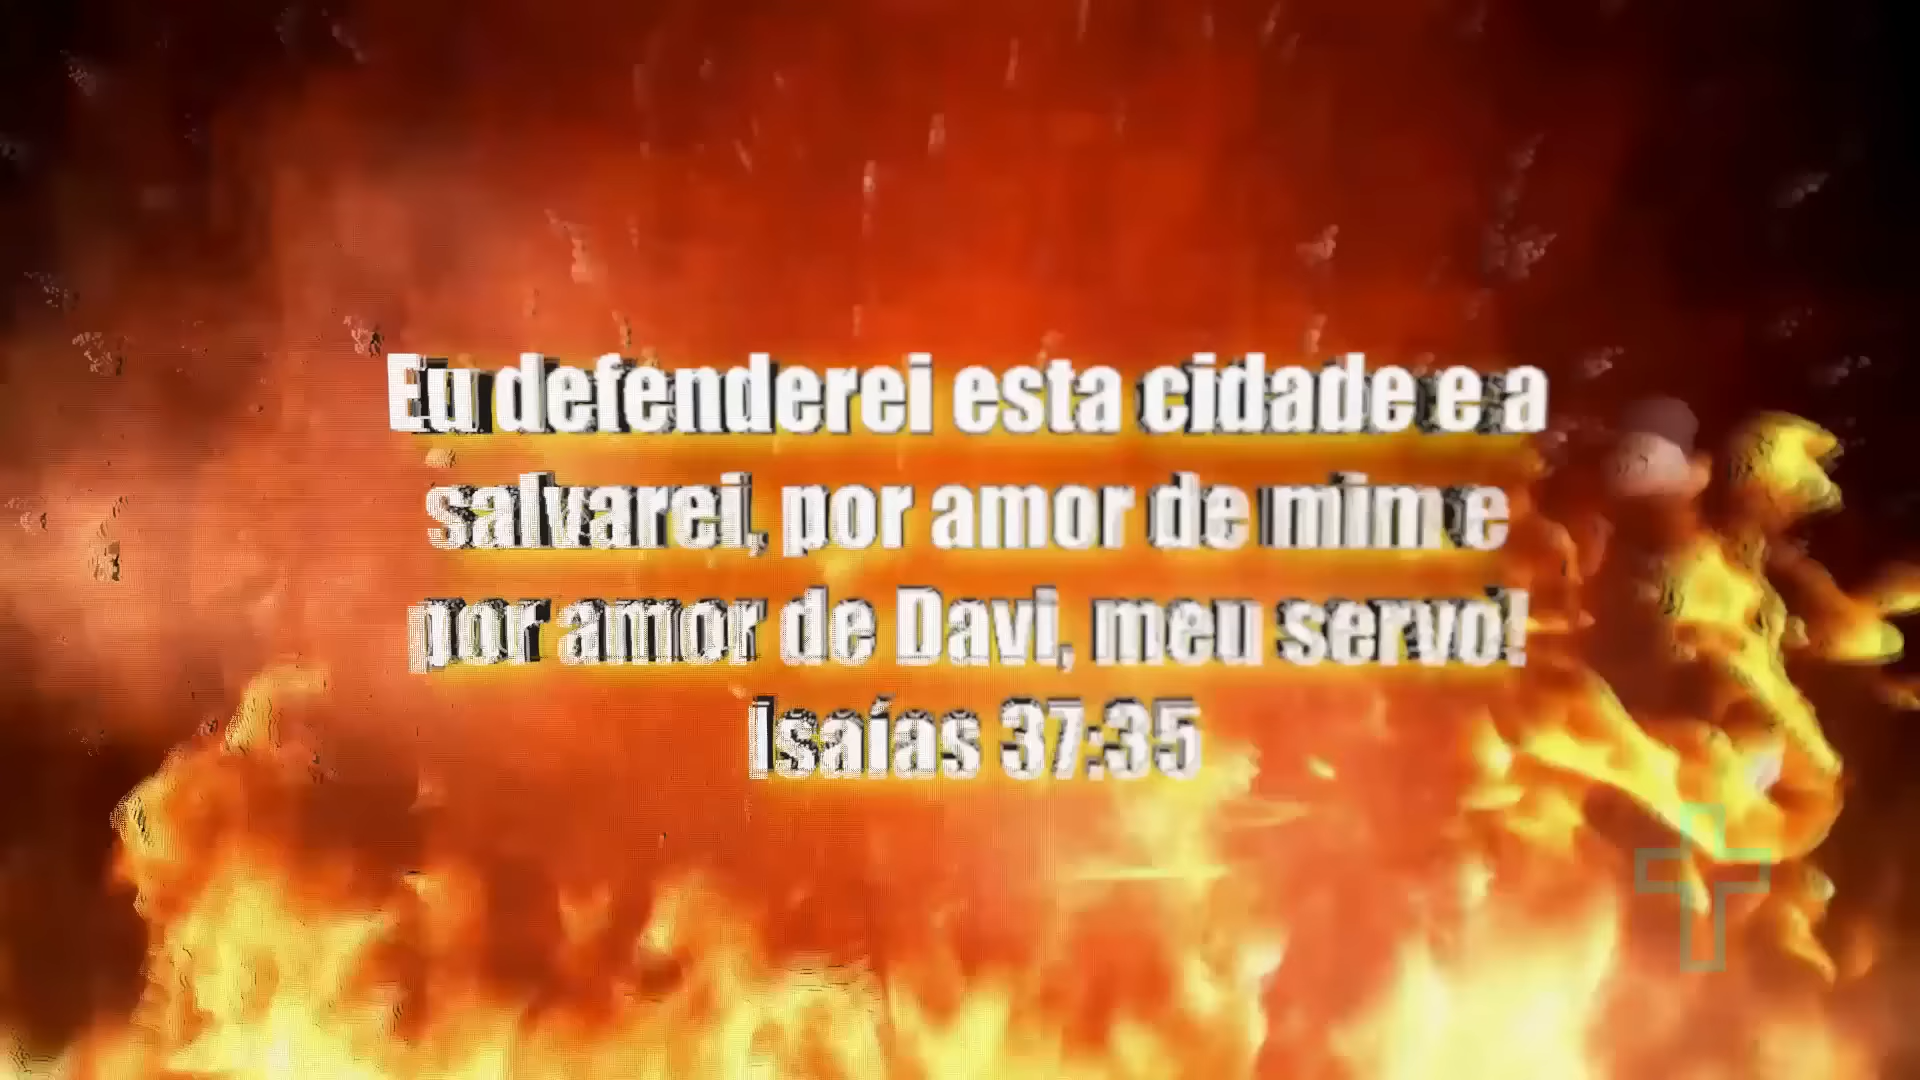 Eu defenderei esta cidade e a
salvarei, por amor de mim e
por amor de Davi, meu servo!
Isaías 37:35